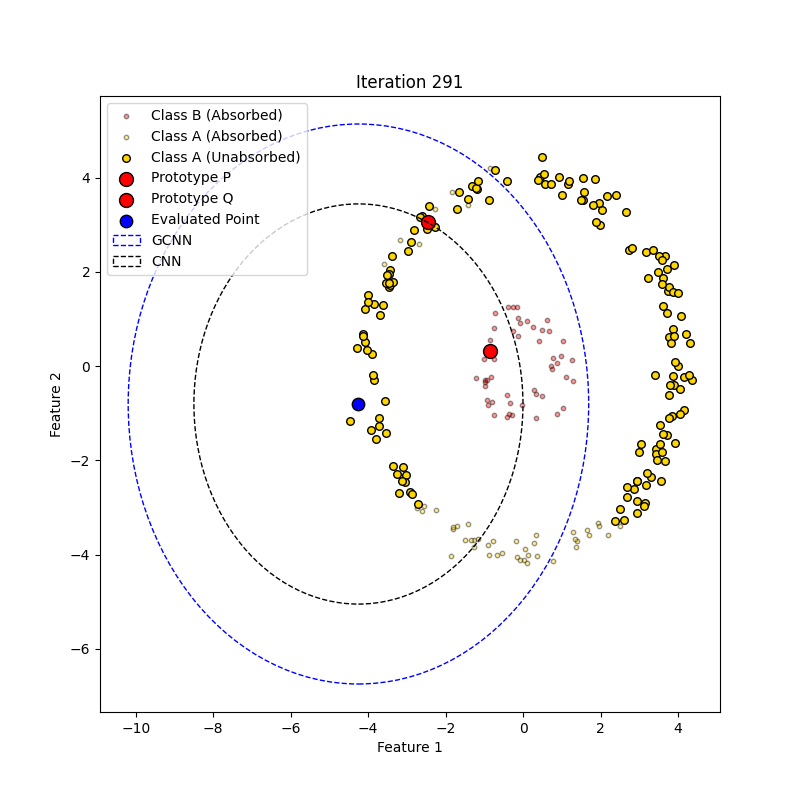 Iteration 291
Class B (Absorbed)
Class A (Absorbed)
Class A (Unabsorbed)
Prototype P
Prototype Q
Evaluated Point
GCNN
CNN
4
2
0
−2
−4
−6
Feature 2
−10
−8
−6
−4
−2
0
2
4
Feature 1